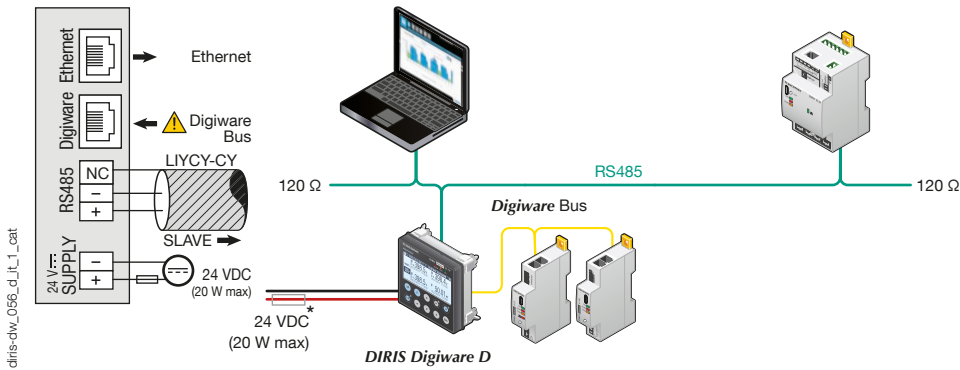 Ethernet
Ethernet
Digiware
Digiware
Bus
RS485
NC
–
+
LIYCY-CY
SLAVE
24 V
SUPPLY
–
+
24 VDC
(20 W max)
120 Ω
RS485
120 Ω
Digiware Bus
24 VDC
*
(20 W max)
DIRIS Digiware D
diris-dw_056_d_it_1_cat